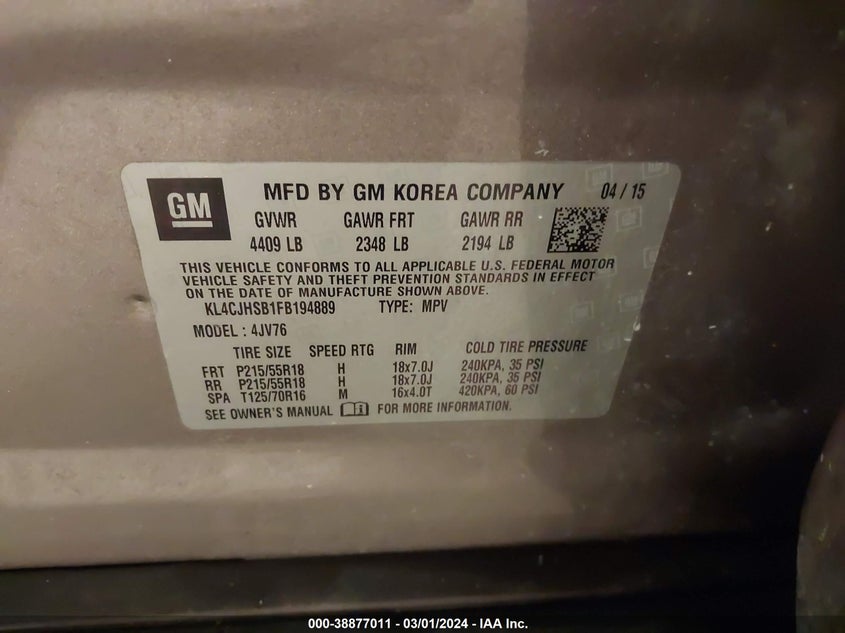 GM
MFD BY GM KOREA COMPANY 04 / 15
GVWR GAWR FRT GAWR RR
4409 LB 2348 LB 2194 LB
THIS VEHICLE CONFORMS TO ALL APPLICABLE U.S. FEDERAL MOTOR
VEHICLE SAFETY AND THEFT PREVENTION STANDARDS IN EFFECT
ON THE DATE OF MANUFACTURE SHOWN ABOVE.
KL4CJHSB1FB194889 TYPE: MPV
MODEL : 4JV76
TIRE SIZE SPEED RTG RIM COLD TIRE PRESSURE
FRT P215/55R18 H 18x7.0J 240KPA, 35 PSI
RR P215/55R18 H 18x7.0J 240KPA, 35 PSI
SPA T125/70R16 M 16x4.0T 420KPA, 60 PSI
SEE OWNER'S MANUAL FOR MORE INFORMATION.
000-38877011 - 03/01/2024 - IAA Inc.